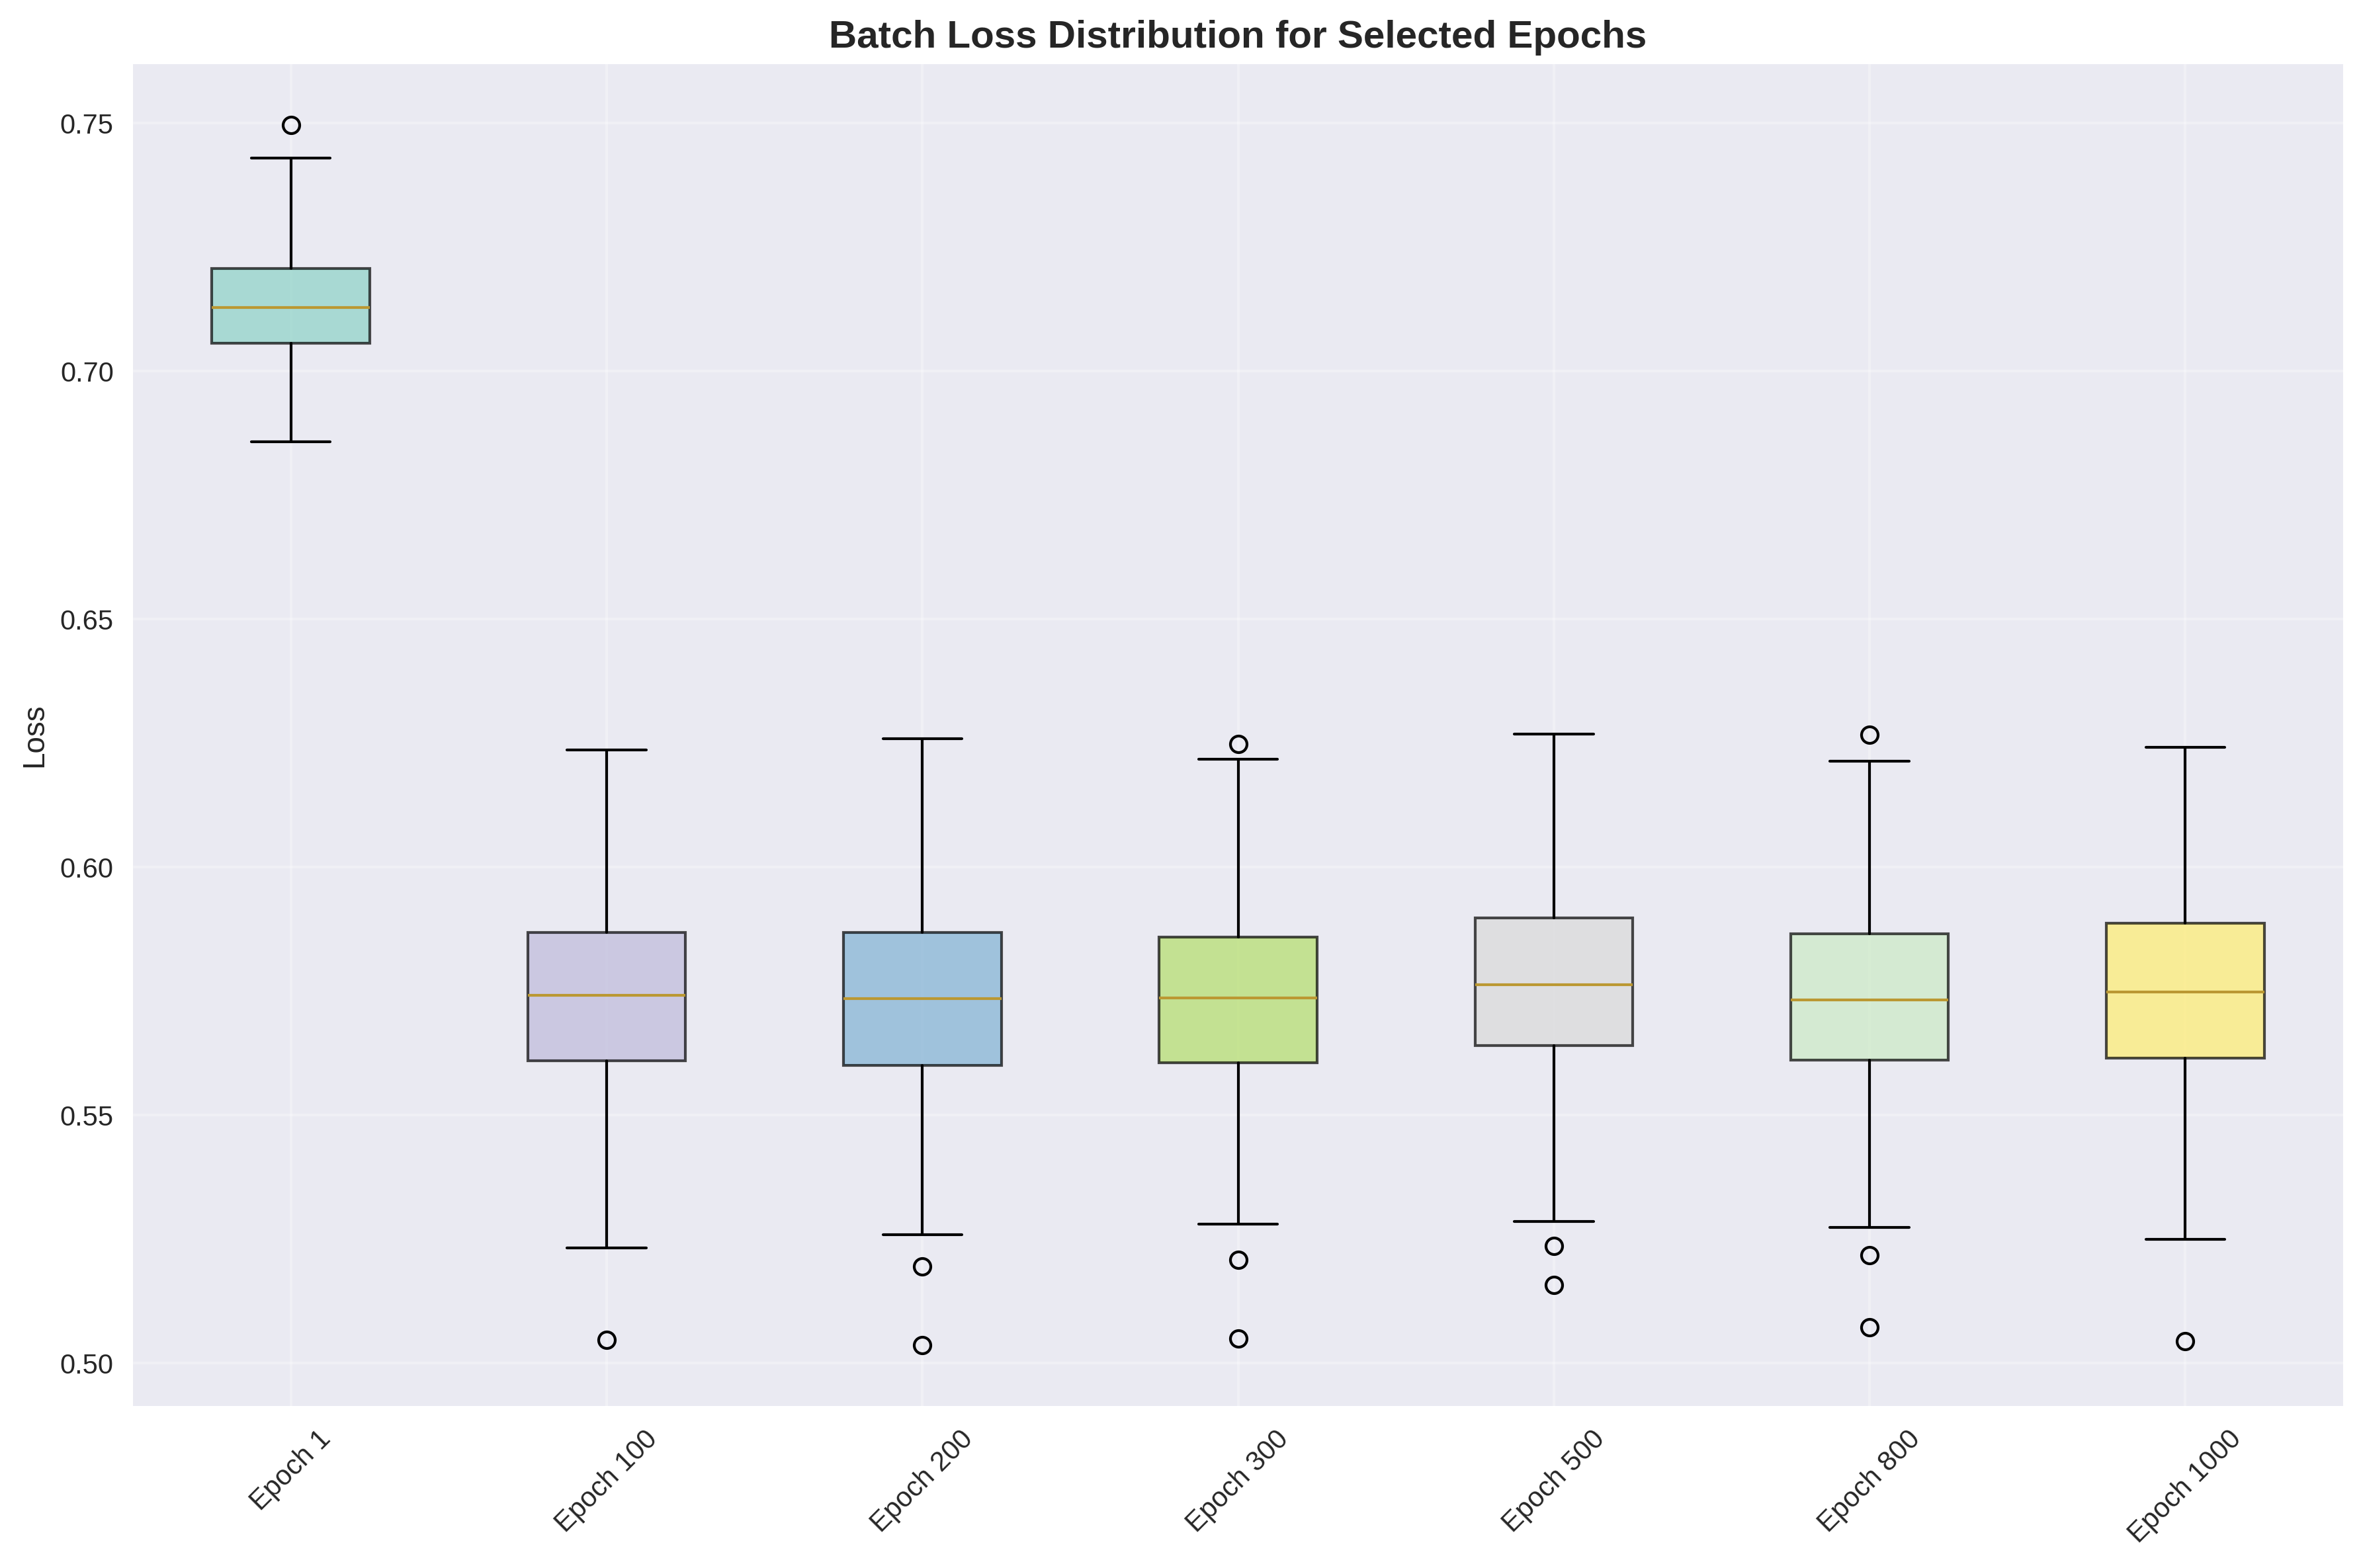 Batch Loss Distribution for Selected Epochs
Loss
0.75
0.70
0.65
0.60
0.55
0.50
Epoch 1
Epoch 100
Epoch 200
Epoch 300
Epoch 500
Epoch 800
Epoch 1000